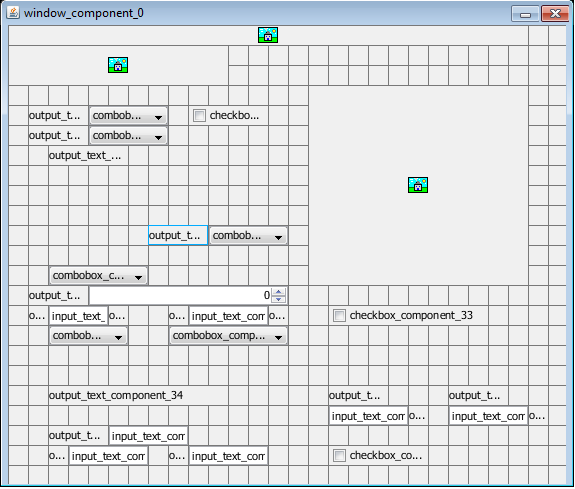 window_component_0
output_t... combob... checkbo...
output_t... combob...
output_text_...
output_t... combob...
combobox_c...
output_t... 0
o... input_text_ o... o... input_text_com o... checkbox_component_33
combob... combobox_comp...
output_text_component_34 output_t... output_t...
input_text_com o... input_text_com o...
output_t... input_text_com
o... input_text_com o... input_text_com checkbox_co...